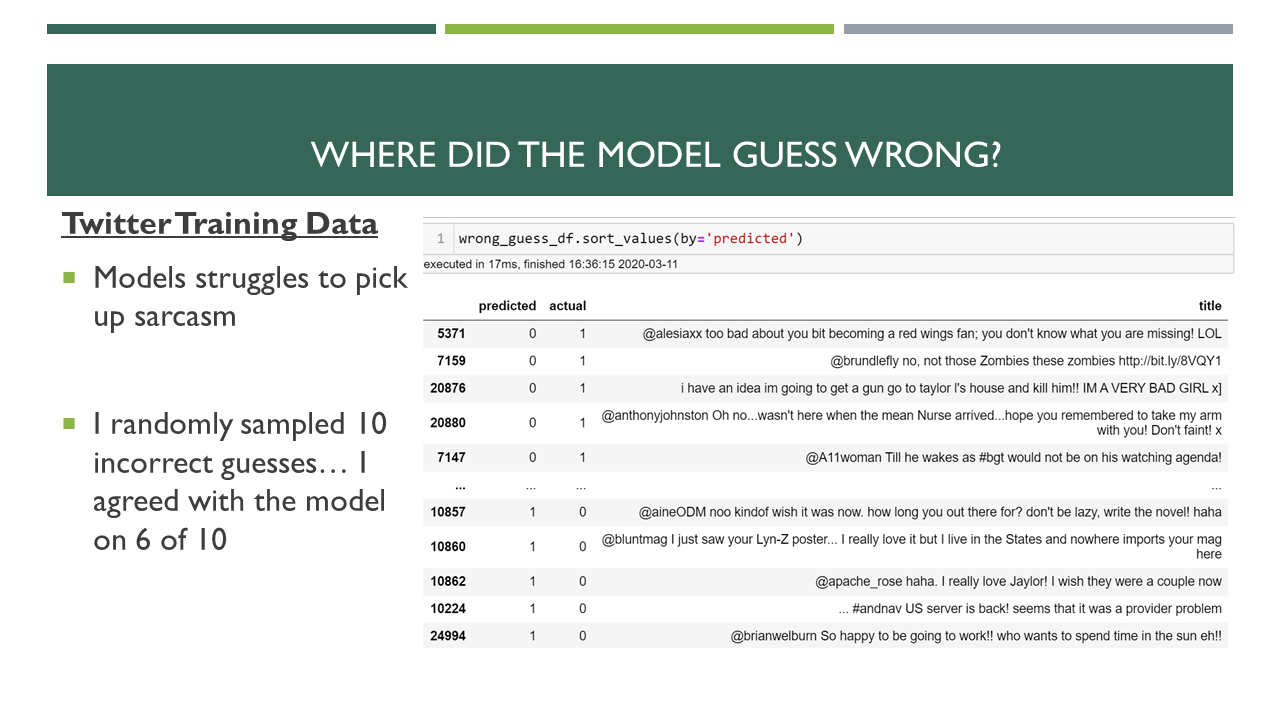 WHERE DID THE MODEL GUESS WRONG?
Twitter Training Data
Models struggles to pick
up sarcasm
I randomly sampled 10
incorrect guesses… I
agreed with the model
on 6 of 10
1 wrong_guess_df.sort_values(by='predicted')
executed in 17ms, finished 16:36:15 2020-03-11
predicted actual title
5371 0 1 @alesiaxx too bad about you bit becoming a red wings fan; you don't know what you are missing! LOL
7159 0 1 @brundlefly no, not those Zombies these zombies http://bit.ly/8VQY1
20876 0 1 i have an idea im going to get a gun go to taylor l's house and kill him!! IM A VERY BAD GIRL x]
20880 0 1 @anthonyjohnston Oh no...wasn't here when the mean Nurse arrived...hope you remembered to take my arm
with you! Don't faint! x
7147 0 1 @A11woman Till he wakes as #bgt would not be on his watching agenda!
... ... ... ...
10857 1 0 @aineODM noo kindof wish it was now. how long you out there for? don't be lazy, write the novel! haha
10860 1 0 @bluntmag I just saw your Lyn-Z poster... I really love it but I live in the States and nowhere imports your mag
here
10862 1 0 @apache_rose haha. I really love Jaylor! I wish they were a couple now
10224 1 0 ... #andnav US server is back! seems that it was a provider problem
24994 1 0 @brianwelburn So happy to be going to work!! who wants to spend time in the sun eh!!